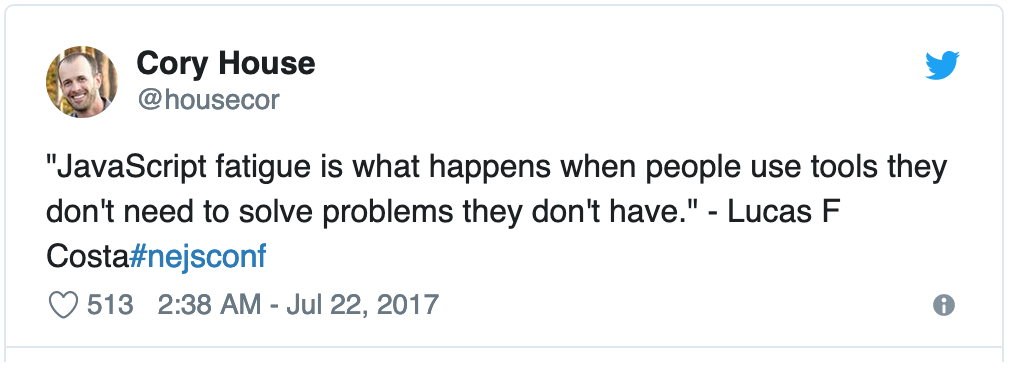 Cory House
@housecor
"JavaScript fatigue is what happens when people use tools they
don't need to solve problems they don't have." - Lucas F
Costa#nejsconf
513 2:38 AM - Jul 22, 2017